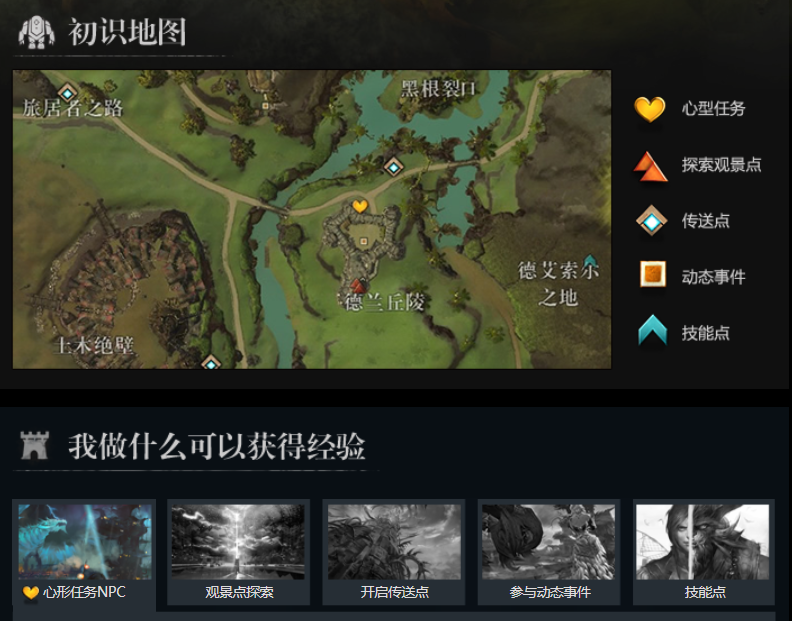 初识地图
黑根裂口
旅居者之路
德兰丘陵
德艾索尔
之地
土木绝壁
心型任务
探索观景点
传送点
动态事件
技能点
我做什么可以获得经验
心形任务NPC
观景点探索
开启传送点
参与动态事件
技能点